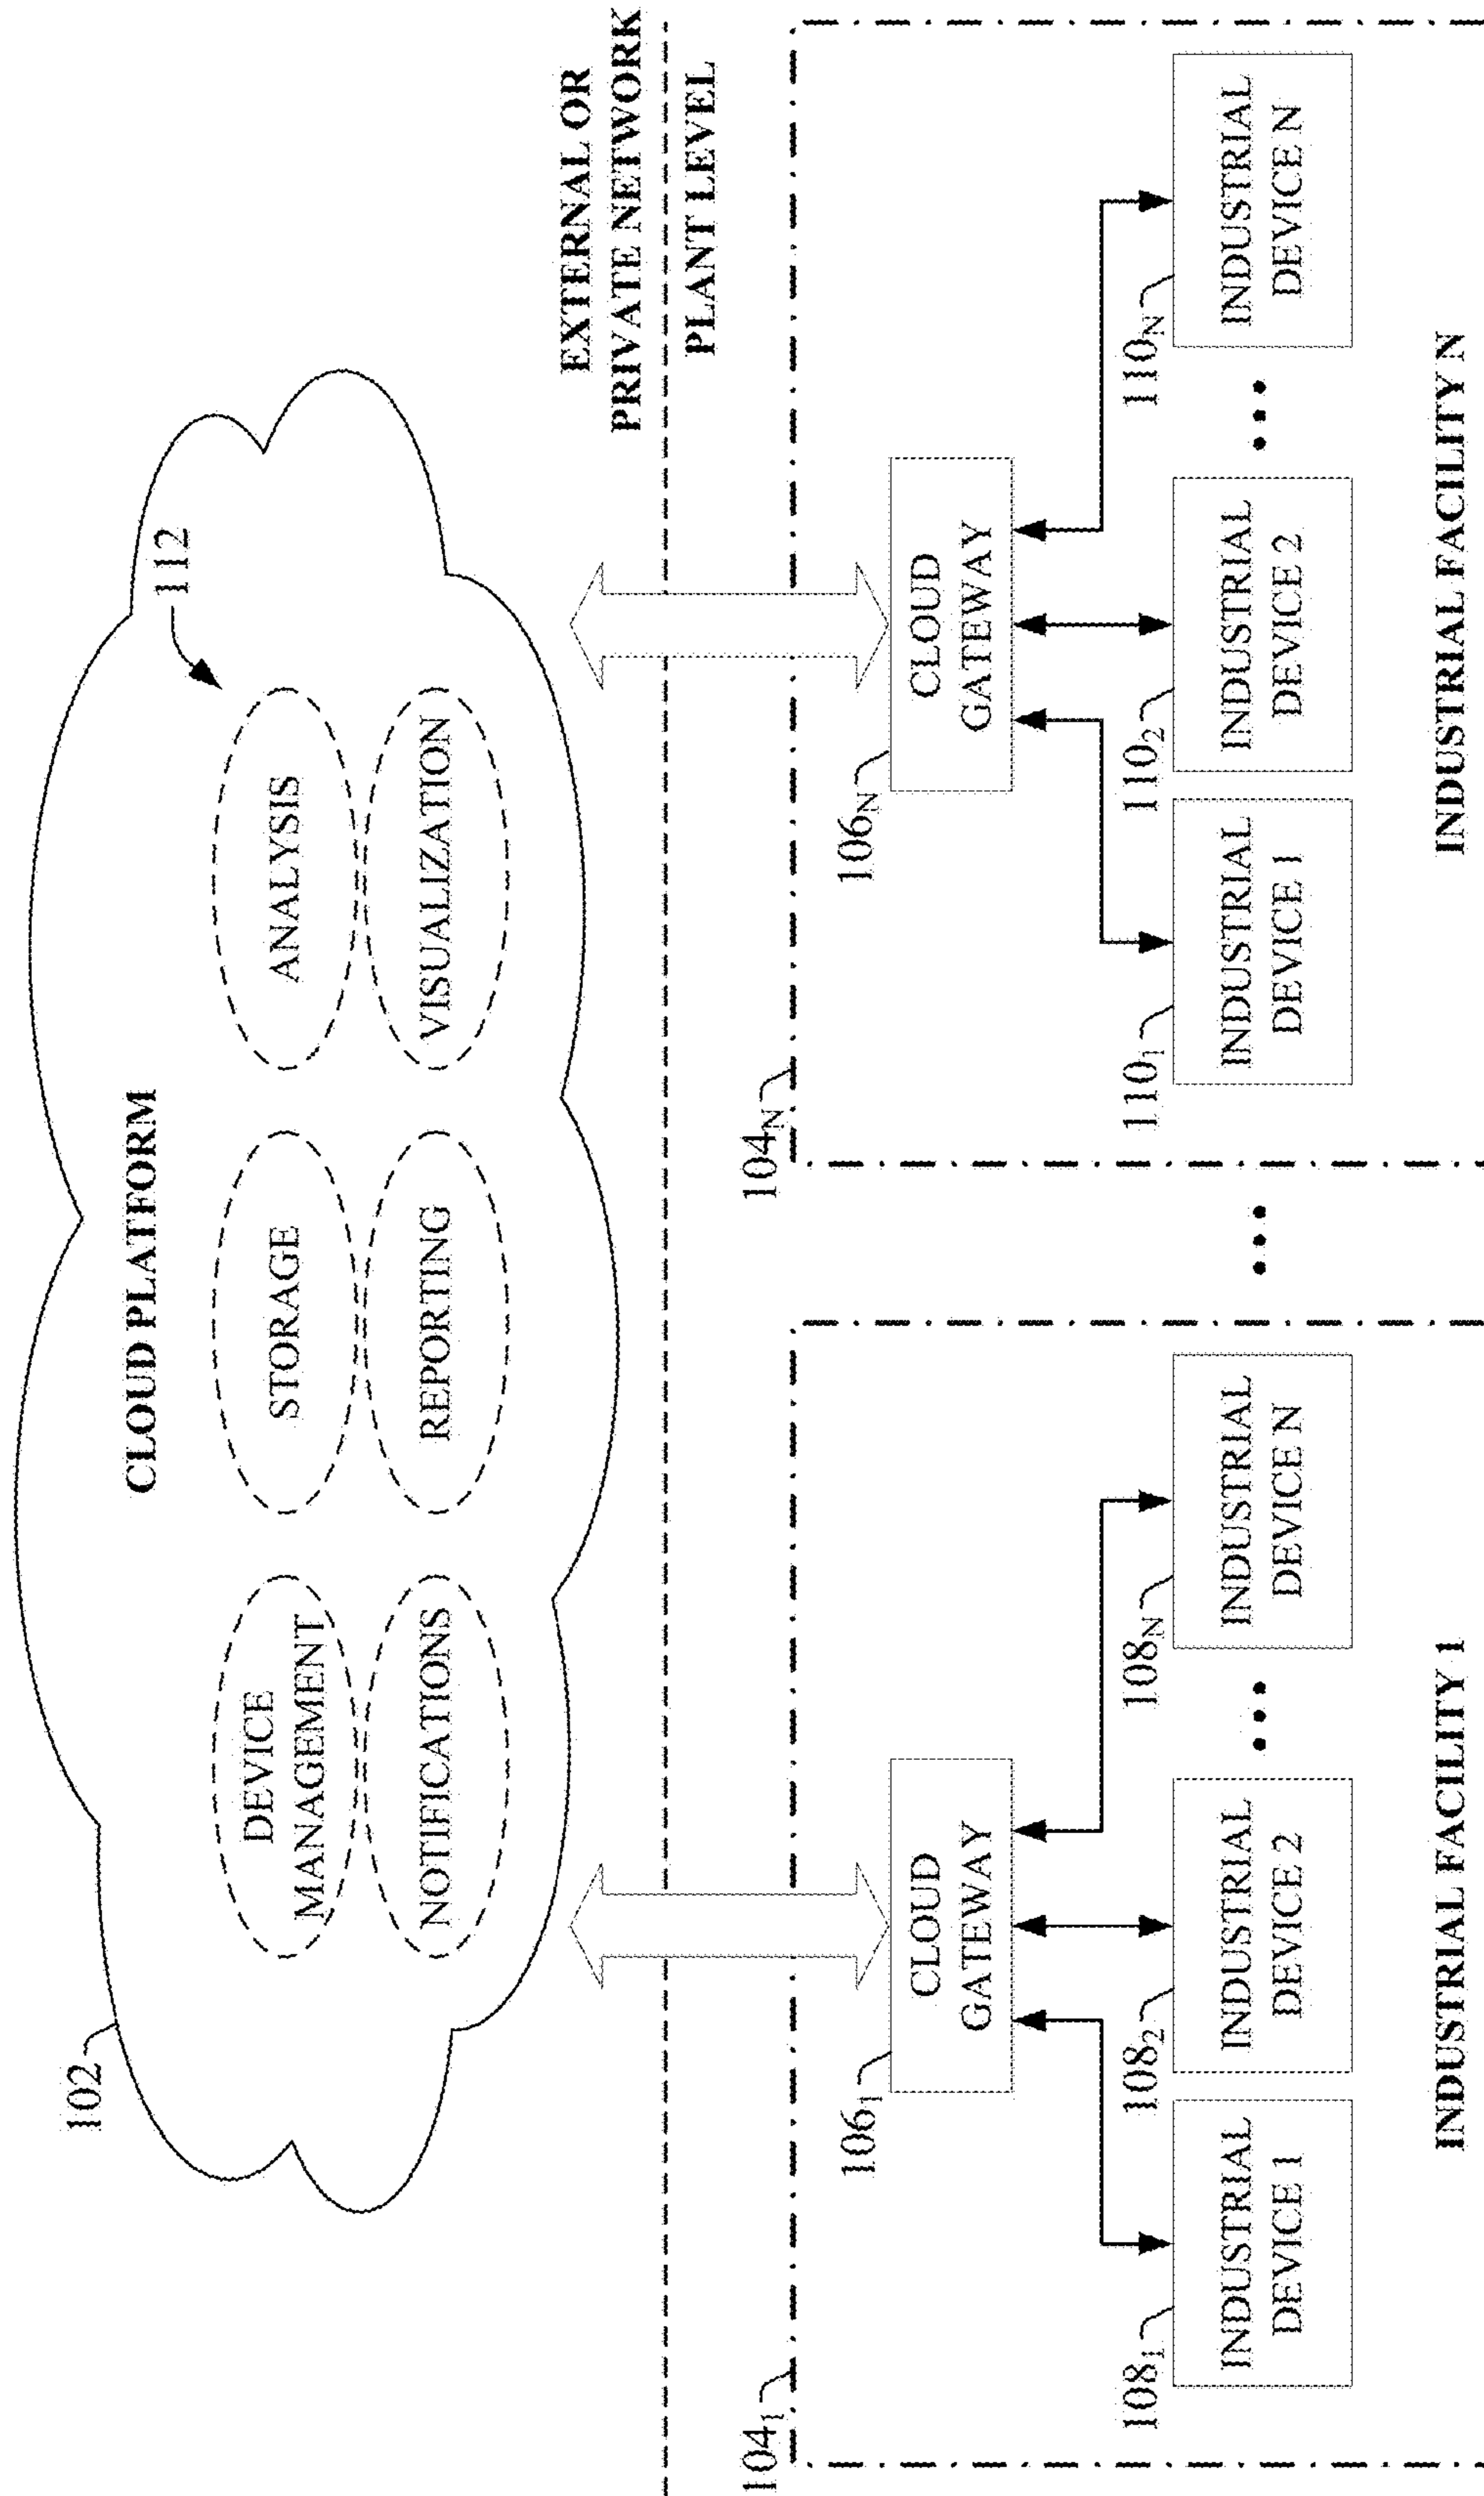 CLOUD PLATFORM
102
112
DEVICE
MANAGEMENT
STORAGE
ANALYSIS
NOTIFICATIONS
REPORTING
VISUALIZATION
EXTERNAL OR
PRIVATE NETWORK
PLANT LEVEL
104₁
104N
106₁
CLOUD
GATEWAY
106N
CLOUD
GATEWAY
108₁
108₂
108N
110₁
110₂
110N
INDUSTRIAL
DEVICE 1
INDUSTRIAL
DEVICE 2
•••
INDUSTRIAL
DEVICE N
•••
INDUSTRIAL
DEVICE 1
INDUSTRIAL
DEVICE 2
•••
INDUSTRIAL
DEVICE N
INDUSTRIAL FACILITY 1
INDUSTRIAL FACILITY N